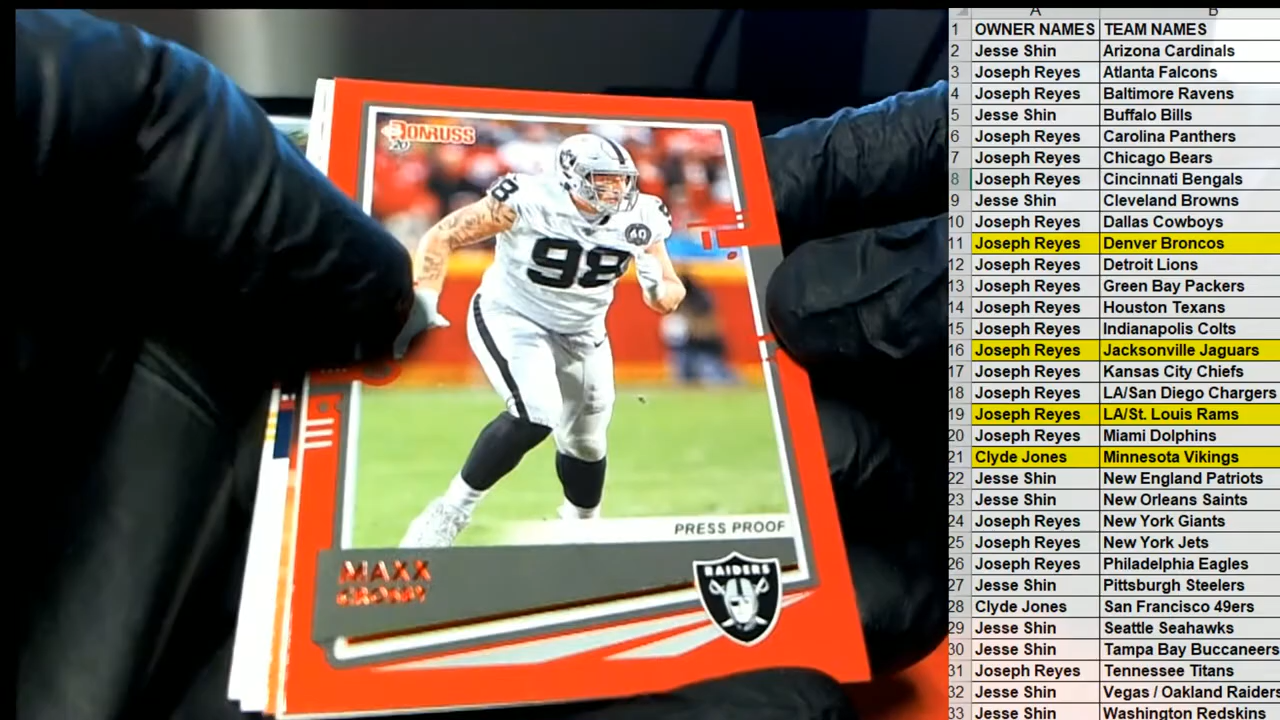 DONRUSS
20
98
98
60
PRESS PROOF
MAXX
CROSBY
RAIDERS
A B
1 OWNER NAMES TEAM NAMES
2 Jesse Shin Arizona Cardinals
3 Joseph Reyes Atlanta Falcons
4 Joseph Reyes Baltimore Ravens
5 Jesse Shin Buffalo Bills
6 Joseph Reyes Carolina Panthers
7 Joseph Reyes Chicago Bears
8 Joseph Reyes Cincinnati Bengals
9 Jesse Shin Cleveland Browns
10 Joseph Reyes Dallas Cowboys
11 Joseph Reyes Denver Broncos
12 Joseph Reyes Detroit Lions
13 Joseph Reyes Green Bay Packers
14 Joseph Reyes Houston Texans
15 Joseph Reyes Indianapolis Colts
16 Joseph Reyes Jacksonville Jaguars
17 Joseph Reyes Kansas City Chiefs
18 Joseph Reyes LA/San Diego Chargers
19 Joseph Reyes LA/St. Louis Rams
20 Joseph Reyes Miami Dolphins
21 Clyde Jones Minnesota Vikings
22 Jesse Shin New England Patriots
23 Jesse Shin New Orleans Saints
24 Joseph Reyes New York Giants
25 Joseph Reyes New York Jets
26 Joseph Reyes Philadelphia Eagles
27 Jesse Shin Pittsburgh Steelers
28 Clyde Jones San Francisco 49ers
29 Jesse Shin Seattle Seahawks
30 Jesse Shin Tampa Bay Buccaneers
31 Joseph Reyes Tennessee Titans
32 Jesse Shin Vegas / Oakland Raiders
33 Jesse Shin Washington Redskins